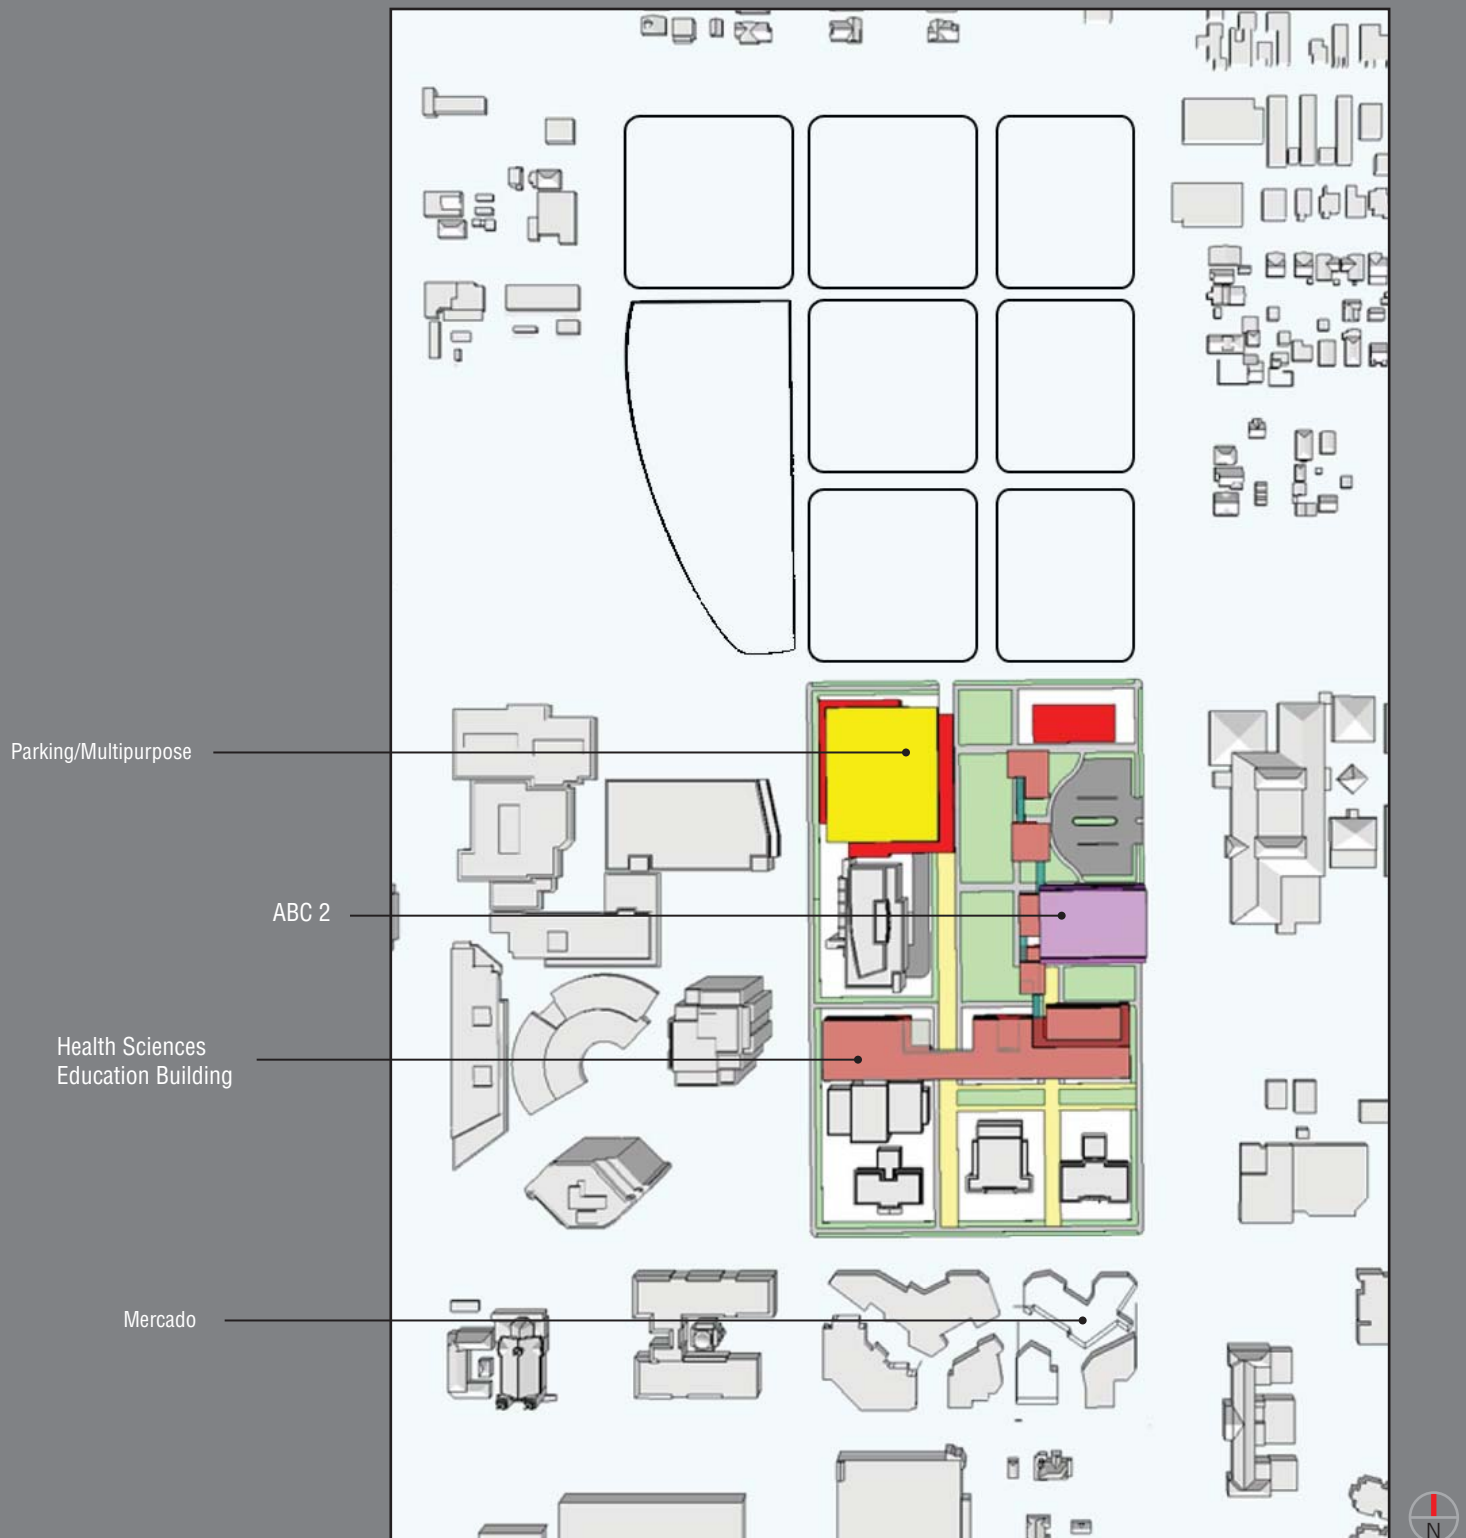 Parking/Multipurpose
ABC 2
Health Sciences
Education Building
Mercado
N